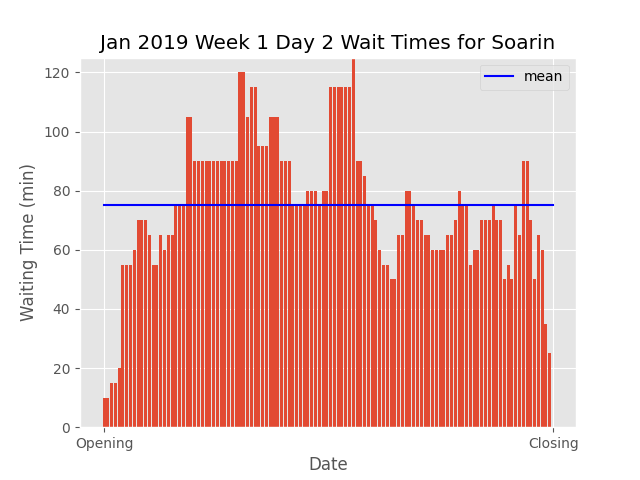 Jan 2019 Week 1 Day 2 Wait Times for Soarin
mean
120
100
80
60
40
20
0
Waiting Time (min)
Opening
Closing
Date